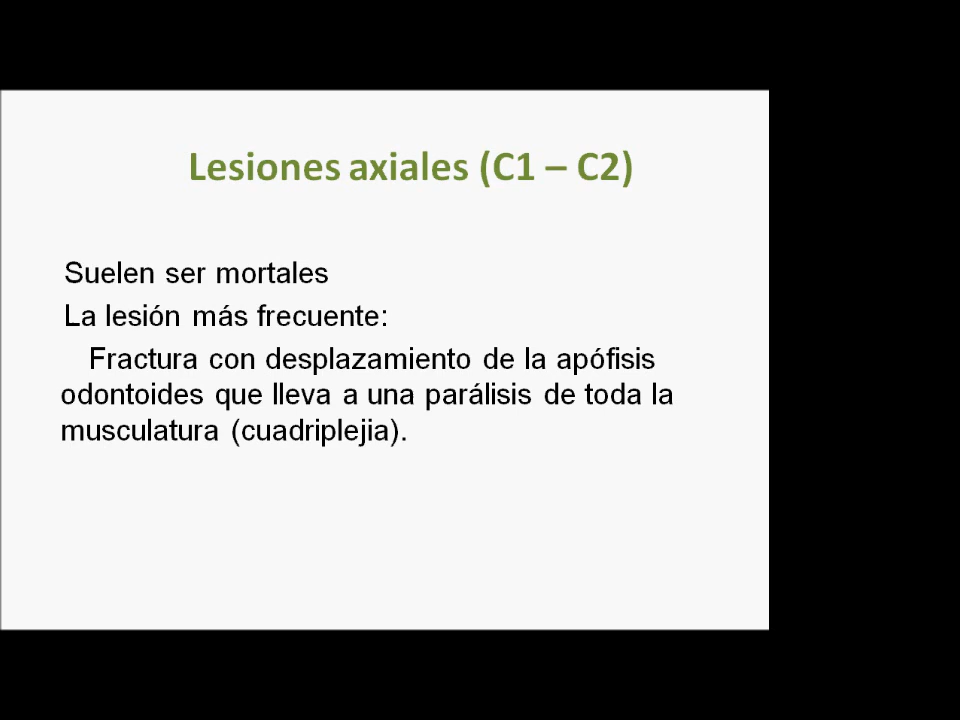 Lesiones axiales (C1 – C2)
Suelen ser mortales
La lesión más frecuente:
Fractura con desplazamiento de la apófisis
odontoides que lleva a una parálisis de toda la
musculatura (cuadriplejia).